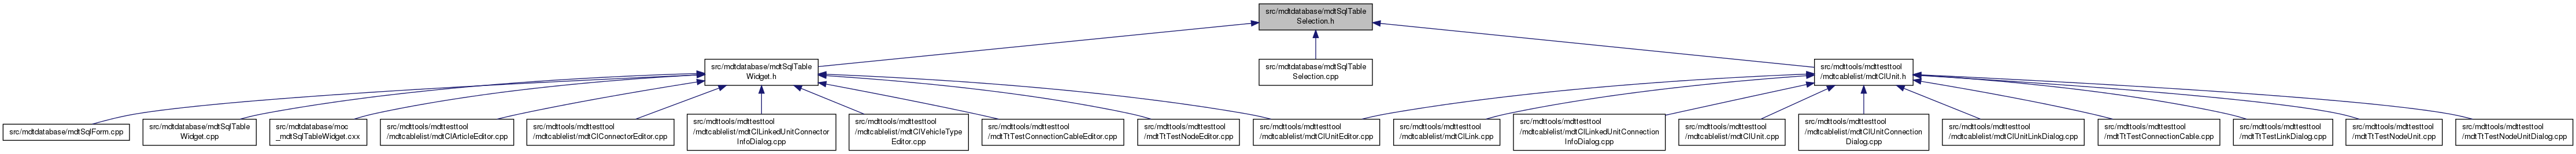 src/mdtdatabase/mdtSqlTable
Selection.h
src/mdtdatabase/mdtSqlTable
Widget.h
src/mdtdatabase/mdtSqlTable
Selection.cpp
src/mdttools/mdttesttool
/mdtcablelist/mdtClUnit.h
src/mdtdatabase/mdtSqlForm.cpp
src/mdtdatabase/mdtSqlTable
Widget.cpp
src/mdtdatabase/moc
_mdtSqlTableWidget.cxx
src/mdttools/mdttesttool
/mdtcablelist/mdtClArticleEditor.cpp
src/mdttools/mdttesttool
/mdtcablelist/mdtClConnectorEditor.cpp
src/mdttools/mdttesttool
/mdtcablelist/mdtClLinkedUnitConnector
InfoDialog.cpp
src/mdttools/mdttesttool
/mdtcablelist/mdtClVehicleType
Editor.cpp
src/mdttools/mdttesttool
/mdtTtTestConnectionCableEditor.cpp
src/mdttools/mdttesttool
/mdtTtTestNodeEditor.cpp
src/mdttools/mdttesttool
/mdtcablelist/mdtClUnitEditor.cpp
src/mdttools/mdttesttool
/mdtcablelist/mdtClLink.cpp
src/mdttools/mdttesttool
/mdtcablelist/mdtClLinkedUnitConnection
InfoDialog.cpp
src/mdttools/mdttesttool
/mdtcablelist/mdtClUnit.cpp
src/mdttools/mdttesttool
/mdtcablelist/mdtClUnitConnection
Dialog.cpp
src/mdttools/mdttesttool
/mdtcablelist/mdtClUnitLinkDialog.cpp
src/mdttools/mdttesttool
/mdtTtTestConnectionCable.cpp
src/mdttools/mdttesttool
/mdtTtTestLinkDialog.cpp
src/mdttools/mdttesttool
/mdtTtTestNodeUnit.cpp
src/mdttools/mdttesttool
/mdtTtTestNodeUnitDialog.cpp